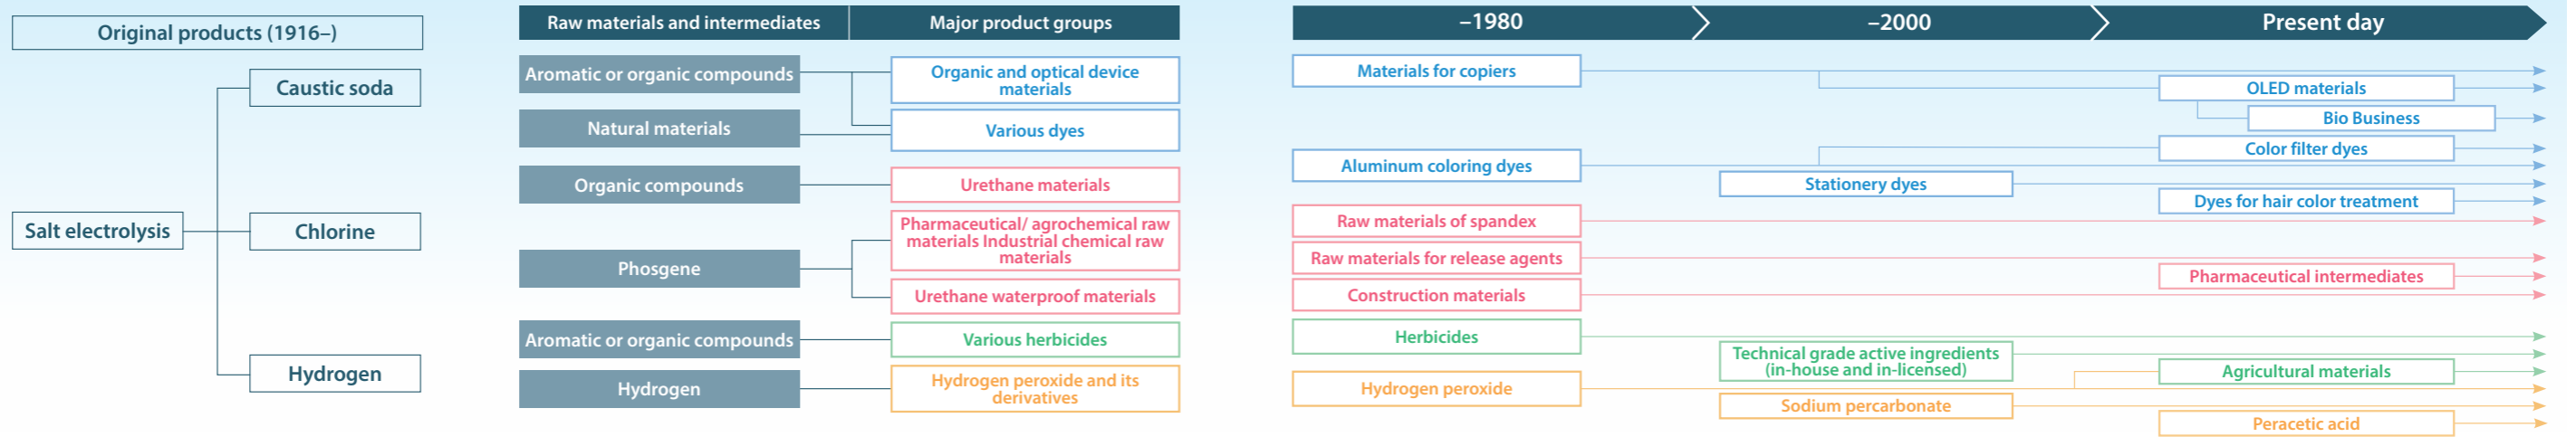 Original products (1916–)
Salt electrolysis
Caustic soda
Chlorine
Hydrogen
Raw materials and intermediates
Major product groups
Aromatic or organic compounds
Organic and optical device
materials
Natural materials
Various dyes
Organic compounds
Urethane materials
Phosgene
Pharmaceutical/ agrochemical raw
materials Industrial chemical raw
materials
Urethane waterproof materials
Aromatic or organic compounds
Various herbicides
Hydrogen
Hydrogen peroxide and its
derivatives
–1980
–2000
Present day
Materials for copiers
OLED materials
Bio Business
Color filter dyes
Aluminum coloring dyes
Stationery dyes
Dyes for hair color treatment
Raw materials of spandex
Raw materials for release agents
Pharmaceutical intermediates
Construction materials
Herbicides
Technical grade active ingredients
(in-house and in-licensed)
Agricultural materials
Hydrogen peroxide
Sodium percarbonate
Peracetic acid